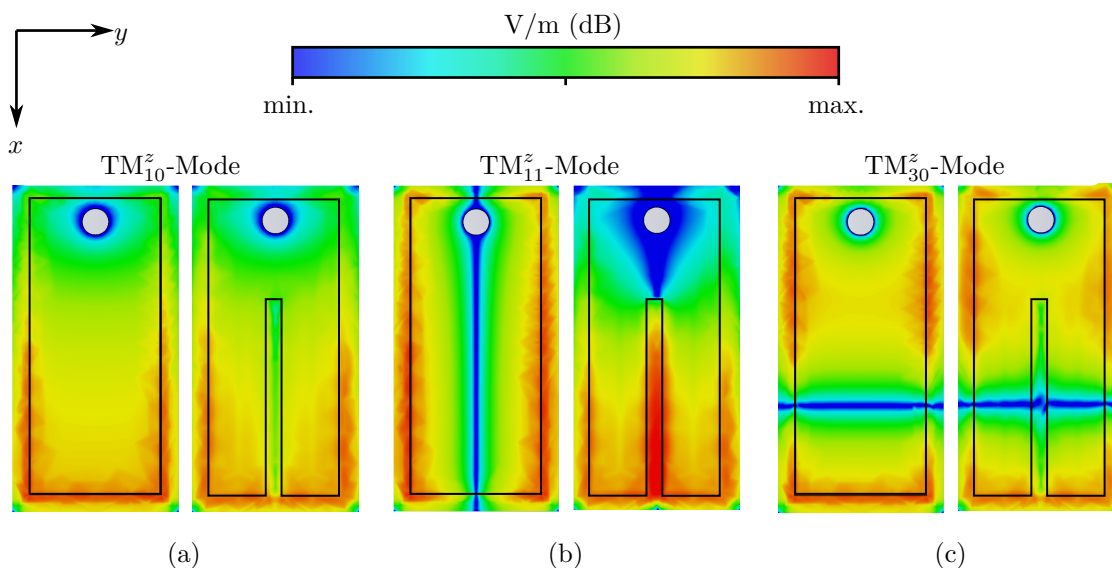 V/m (dB)
y
min.
max.
x
TM^z_10-Mode
TM^z_11-Mode
TM^z_30-Mode
(a)
(b)
(c)